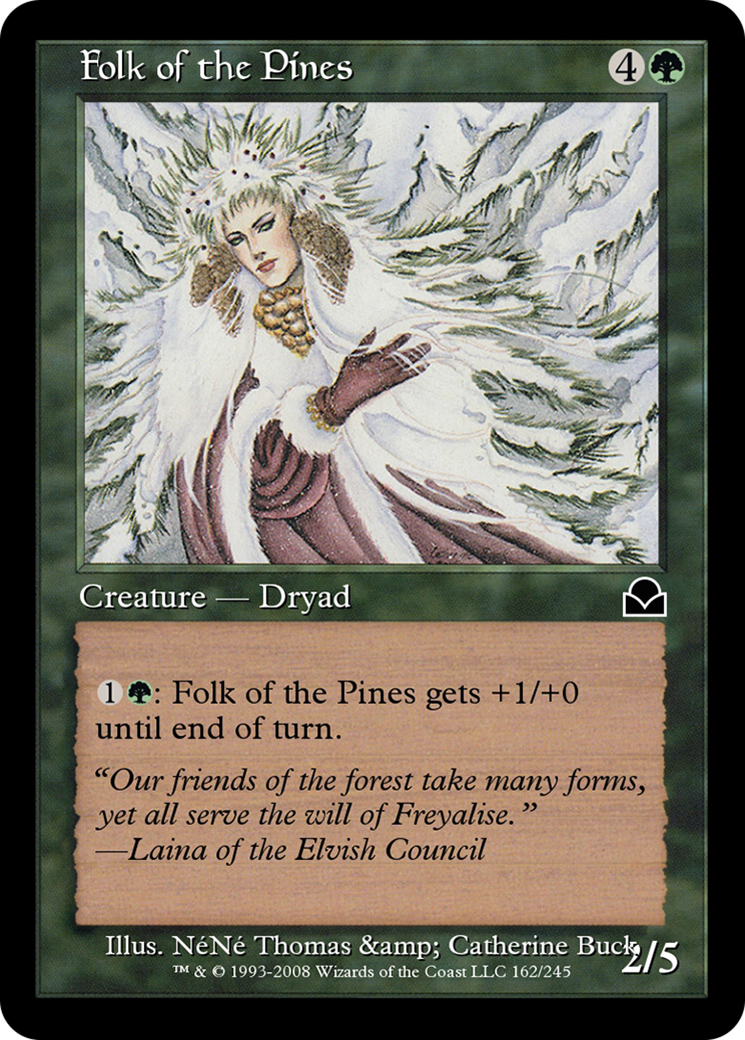 Folk of the Pines 4
Creature — Dryad
1: Folk of the Pines gets +1/+0
until end of turn.
“Our friends of the forest take many forms,
yet all serve the will of Freyalise.”
—Laina of the Elvish Council
Illus. NéNé Thomas &amp; Catherine Buck
2/5
™ & © 1993-2008 Wizards of the Coast LLC 162/245